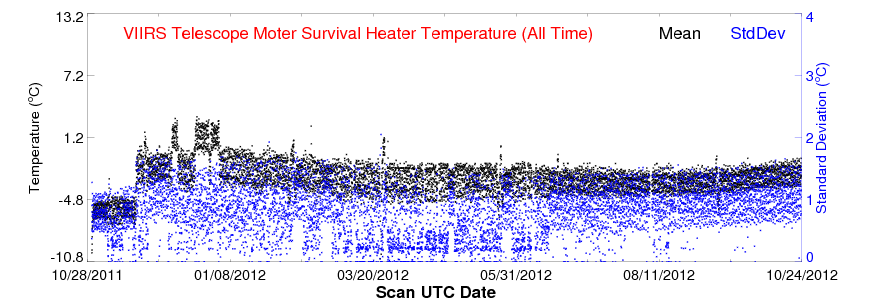 VIIRS Telescope Moter Survival Heater Temperature (All Time) Mean StdDev
Temperature (°C)
13.2
7.2
1.2
-4.8
-10.8
4
3
2
1
0
Standard Deviation (°C)
10/28/2011 01/08/2012 03/20/2012 05/31/2012 08/11/2012 10/24/2012
Scan UTC Date